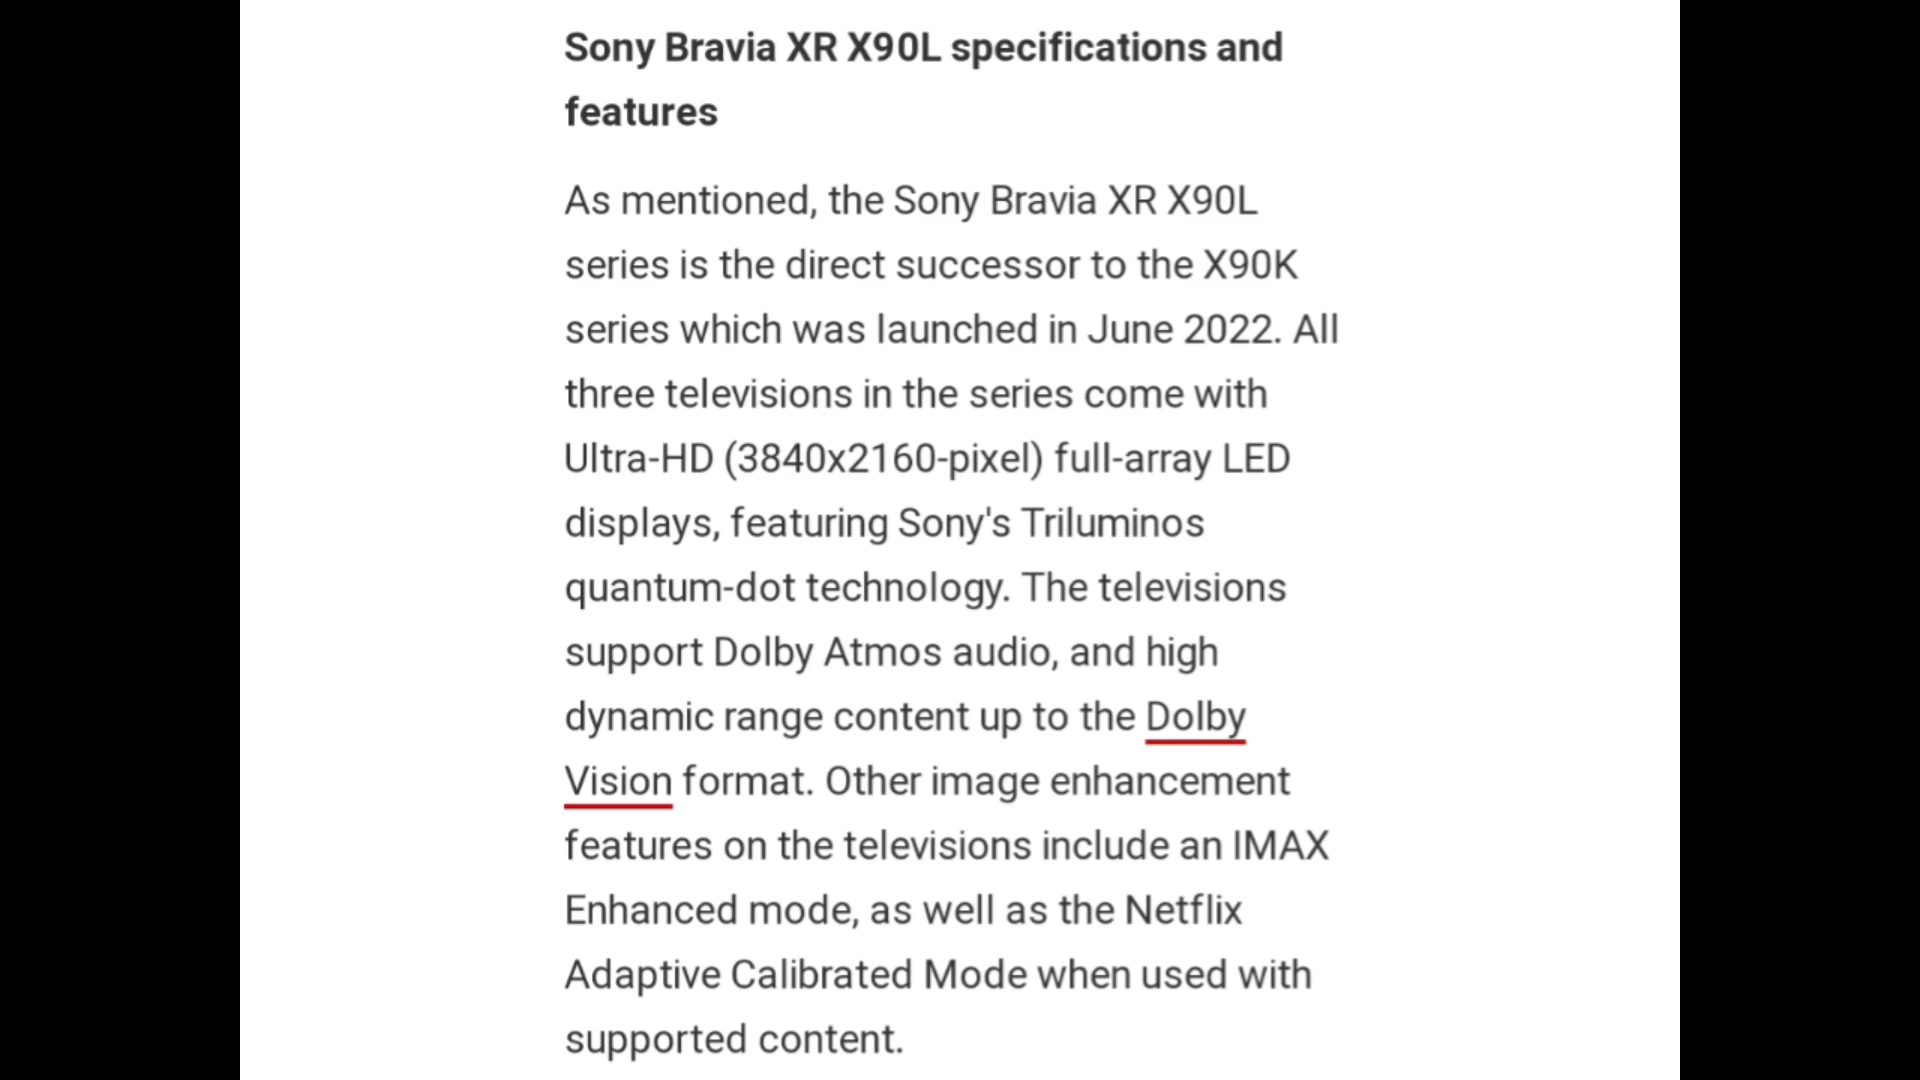 Sony Bravia XR X90L specifications and
features
As mentioned, the Sony Bravia XR X90L
series is the direct successor to the X90K
series which was launched in June 2022. All
three televisions in the series come with
Ultra-HD (3840x2160-pixel) full-array LED
displays, featuring Sony's Triluminos
quantum-dot technology. The televisions
support Dolby Atmos audio, and high
dynamic range content up to the Dolby
Vision format. Other image enhancement
features on the televisions include an IMAX
Enhanced mode, as well as the Netflix
Adaptive Calibrated Mode when used with
supported content.